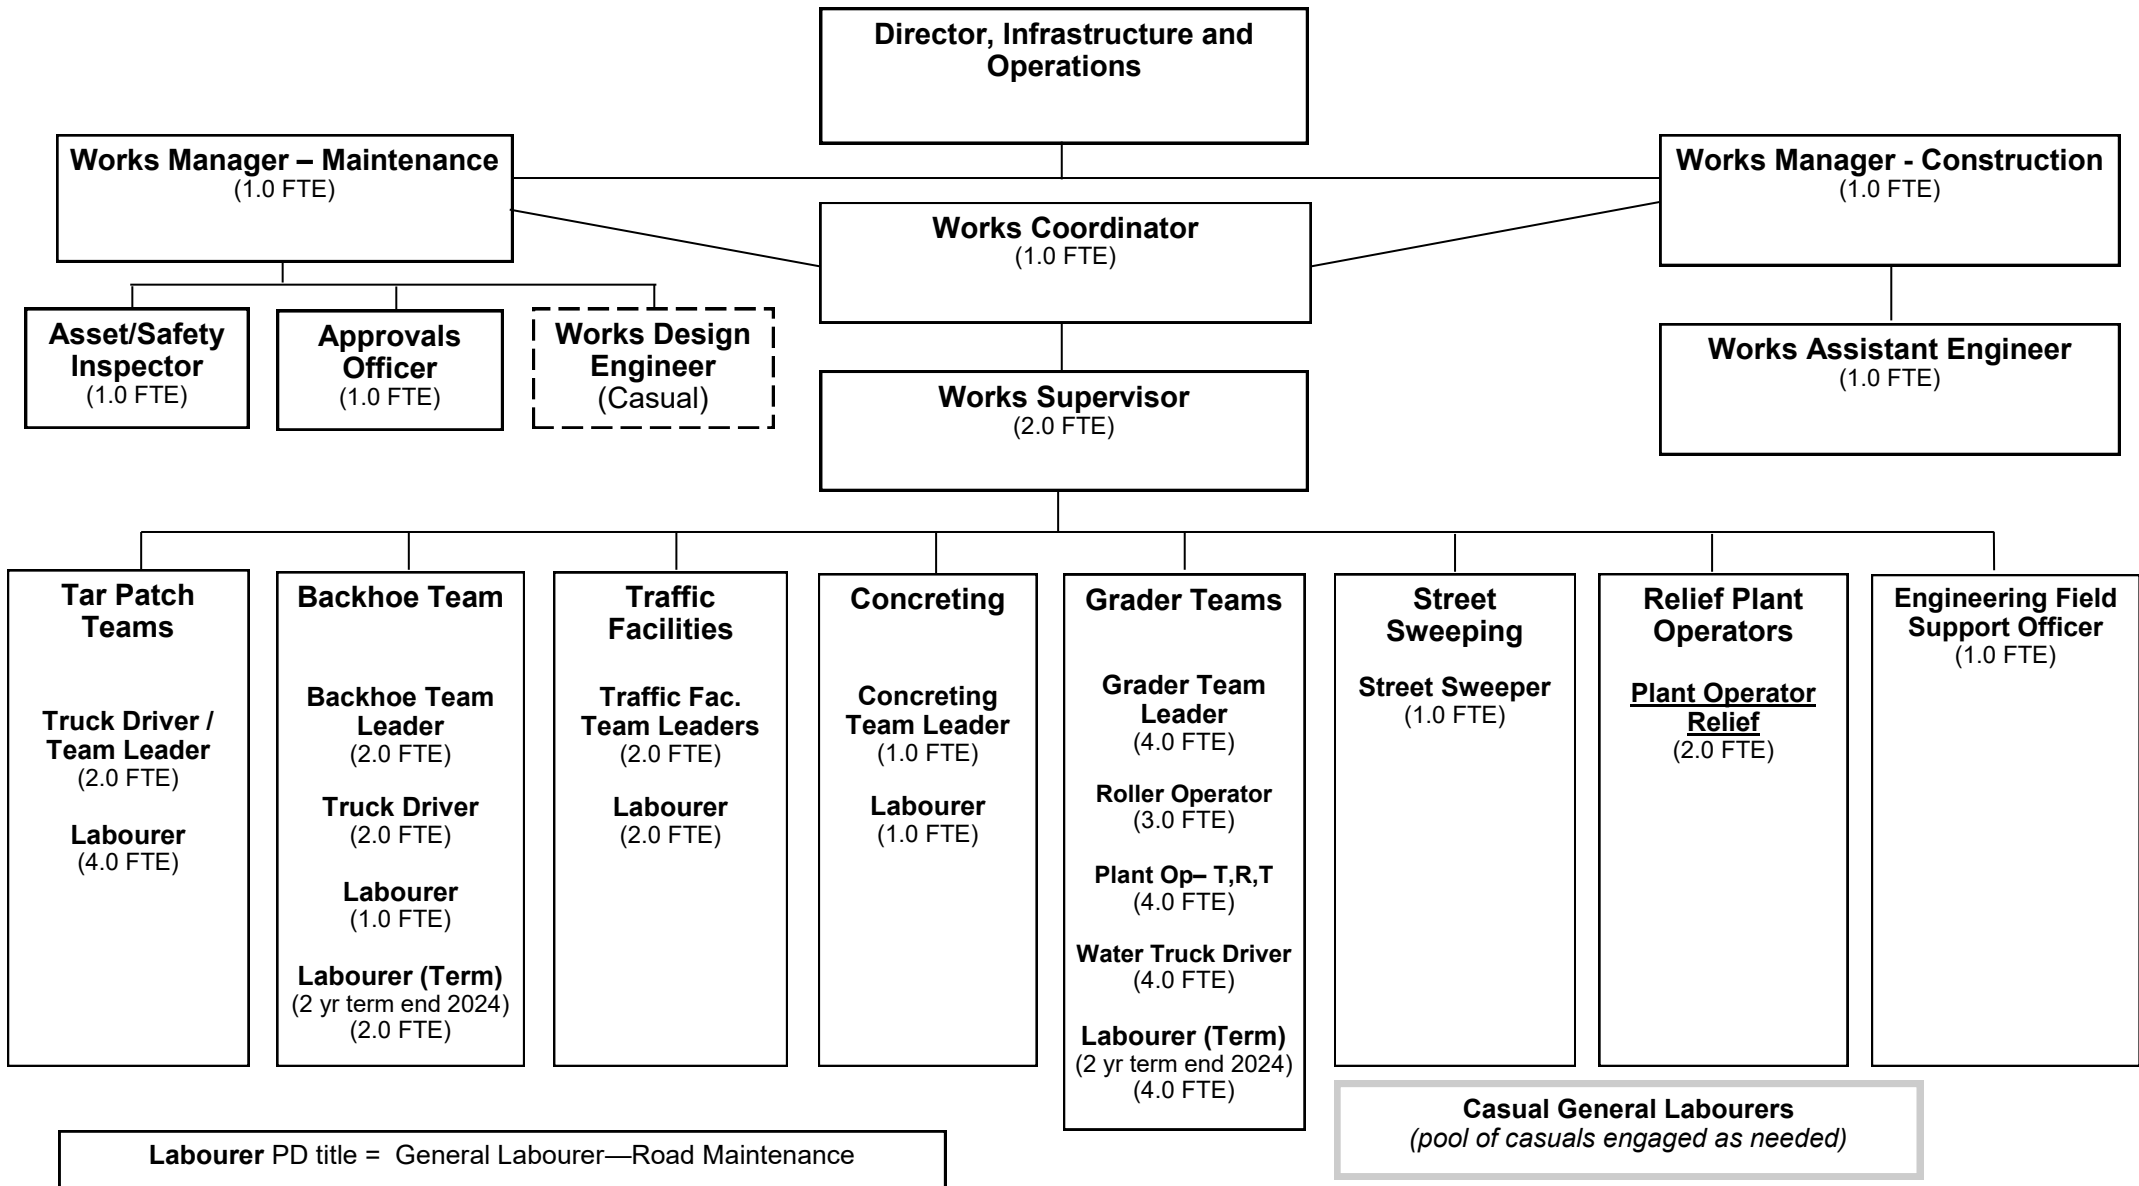 Director, Infrastructure and
Operations
Works Manager – Maintenance
(1.0 FTE)
Works Manager - Construction
(1.0 FTE)
Works Coordinator
(1.0 FTE)
Asset/Safety
Inspector
(1.0 FTE)
Approvals
Officer
(1.0 FTE)
Works Design
Engineer
(Casual)
Works Assistant Engineer
(1.0 FTE)
Works Supervisor
(2.0 FTE)
Tar Patch
Teams
Truck Driver /
Team Leader
(2.0 FTE)
Labourer
(4.0 FTE)
Backhoe Team
Backhoe Team
Leader
(2.0 FTE)
Truck Driver
(2.0 FTE)
Labourer
(1.0 FTE)
Labourer (Term)
(2 yr term end 2024)
(2.0 FTE)
Traffic
Facilities
Traffic Fac.
Team Leaders
(2.0 FTE)
Labourer
(2.0 FTE)
Concreting
Concreting
Team Leader
(1.0 FTE)
Labourer
(1.0 FTE)
Grader Teams
Grader Team
Leader
(4.0 FTE)
Roller Operator
(3.0 FTE)
Plant Op– T,R,T
(4.0 FTE)
Water Truck Driver
(4.0 FTE)
Labourer (Term)
(2 yr term end 2024)
(4.0 FTE)
Street
Sweeping
Street Sweeper
(1.0 FTE)
Relief Plant
Operators
Plant Operator
Relief
(2.0 FTE)
Engineering Field
Support Officer
(1.0 FTE)
Casual General Labourers
(pool of casuals engaged as needed)
Labourer PD title = General Labourer—Road Maintenance